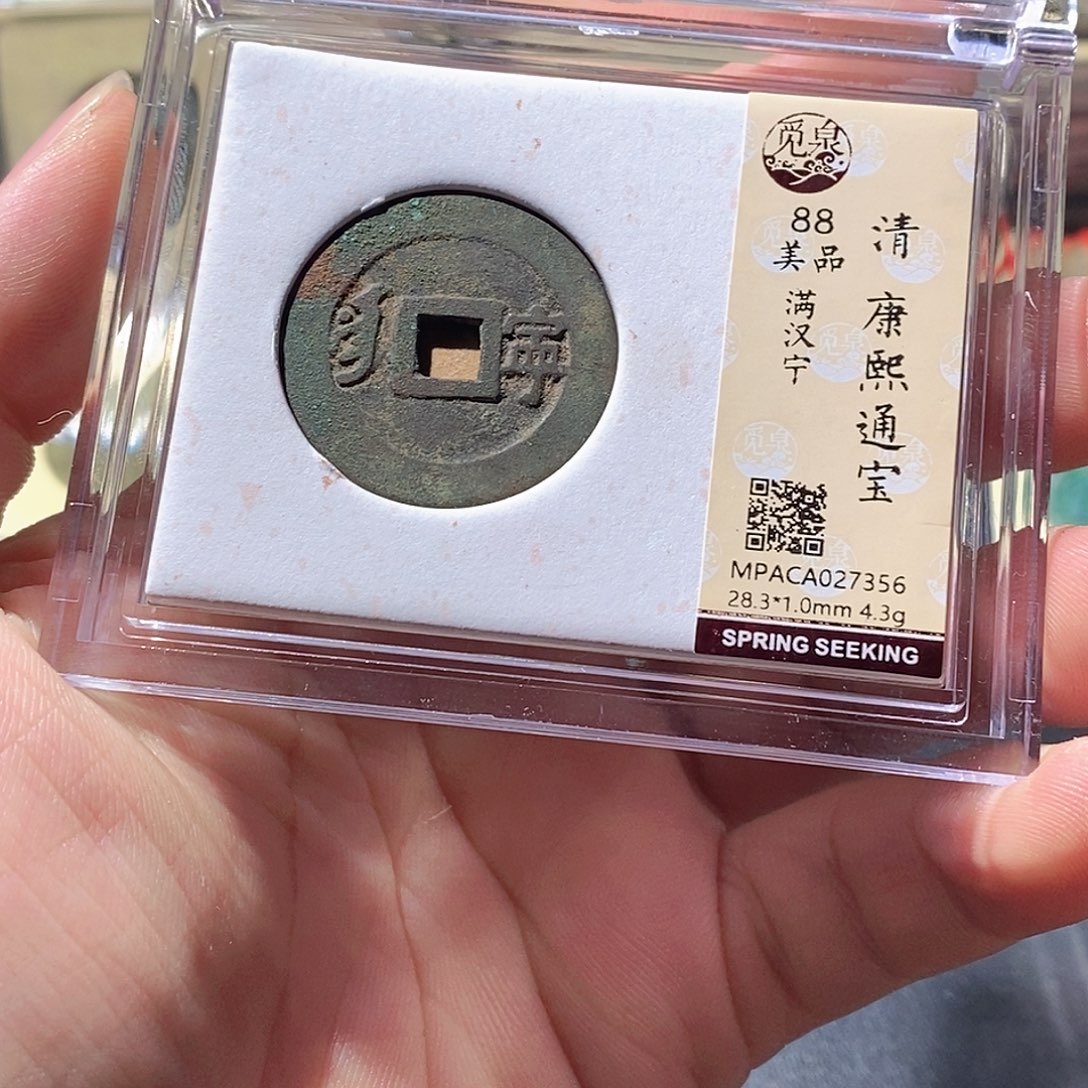 觅泉
88
美品
清 康熙通宝
满汉宁
MPACA027356
28.3*1.0mm 4.3g
SPRING SEEKING